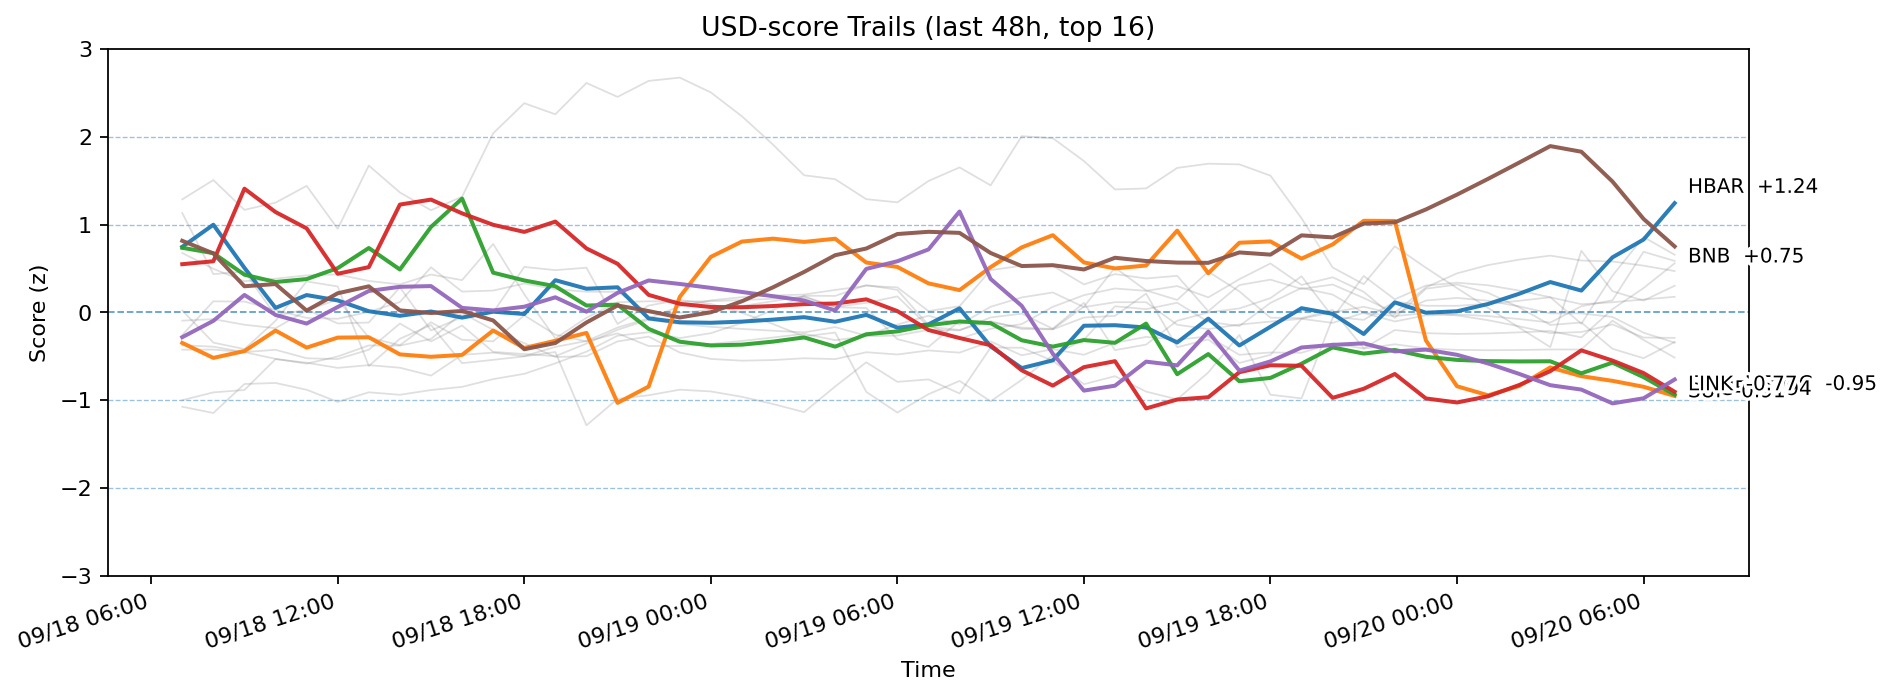 USD-score Trails (last 48h, top 16)
Score (z)
3
2
1
0
−1
−2
−3
HBAR  +1.24
BNB  +0.75
LINK -0.77
-0.95
09/18 06:00
09/18 12:00
09/18 18:00
09/19 00:00
09/19 06:00
09/19 12:00
09/19 18:00
09/20 00:00
09/20 06:00
Time